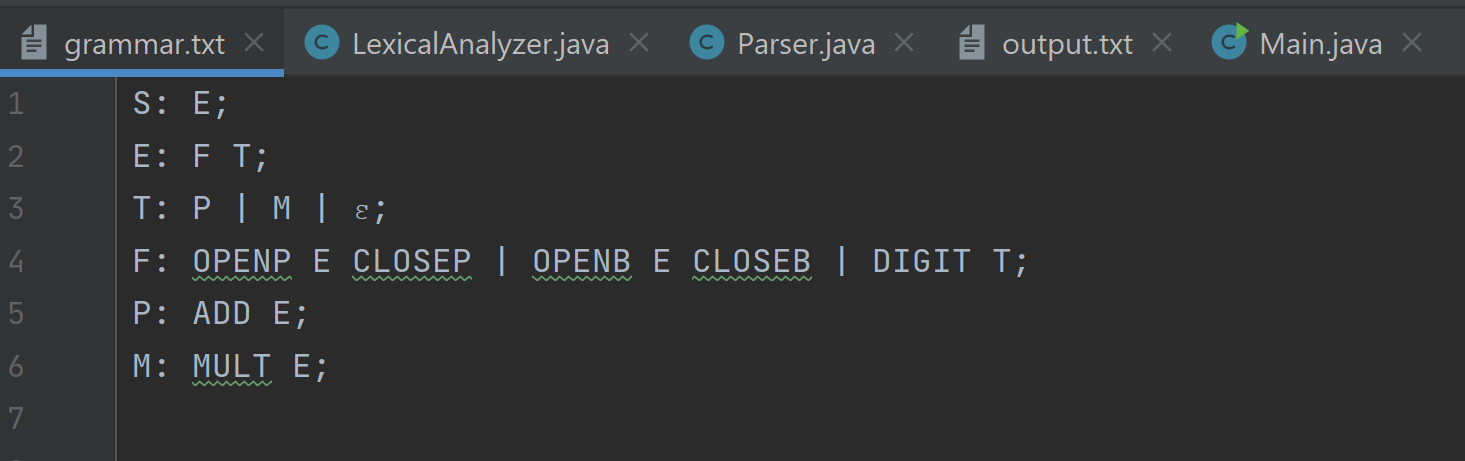 grammar.txt × LexicalAnalyzer.java × Parser.java × output.txt × Main.java ×
1 S: E;
2 E: F T;
3 T: P | M | ε;
4 F: OPENP E CLOSEP | OPENB E CLOSEB | DIGIT T;
5 P: ADD E;
6 M: MULT E;
7